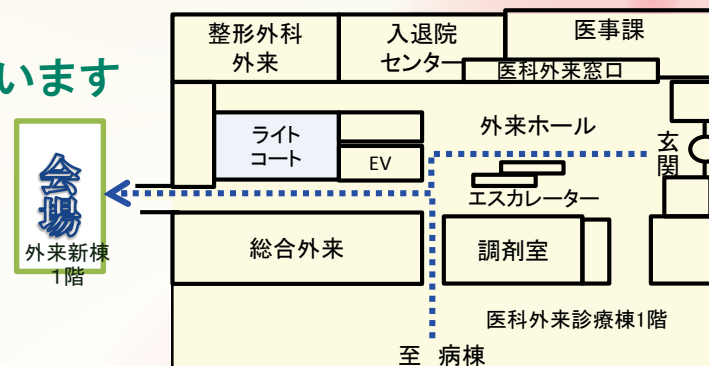 います
整形外科
外来
入退院
センター
医事課
医科外来窓口
ライト
コート
EV
外来ホール
玄
関
エスカレーター
会場
外来新棟
1階
総合外来
調剤室
医科外来診療棟1階
至 病棟